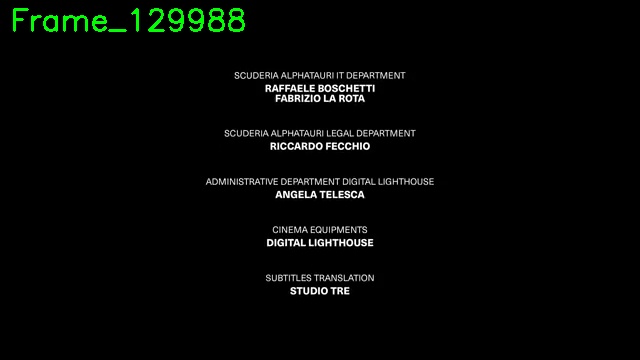 Frame_129988
SCUDERIA ALPHATAURI IT DEPARTMENT
RAFFAELE BOSCHETTI
FABRIZIO LA ROTA
SCUDERIA ALPHATAURI LEGAL DEPARTMENT
RICCARDO FECCHIO
ADMINISTRATIVE DEPARTMENT DIGITAL LIGHTHOUSE
ANGELA TELESCA
CINEMA EQUIPMENTS
DIGITAL LIGHTHOUSE
SUBTITLES TRANSLATION
STUDIO TRE